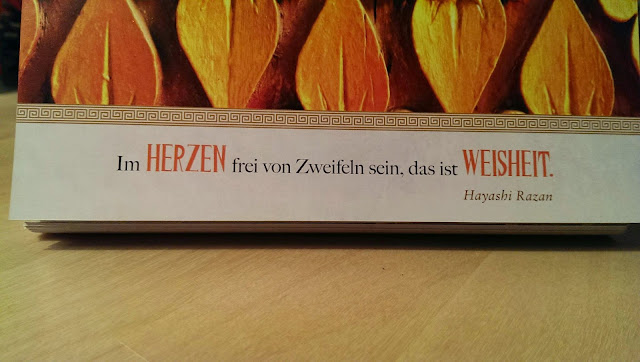 Im HERZEN frei von Zweifeln sein, das ist WEISHEIT.
Hayashi Razan